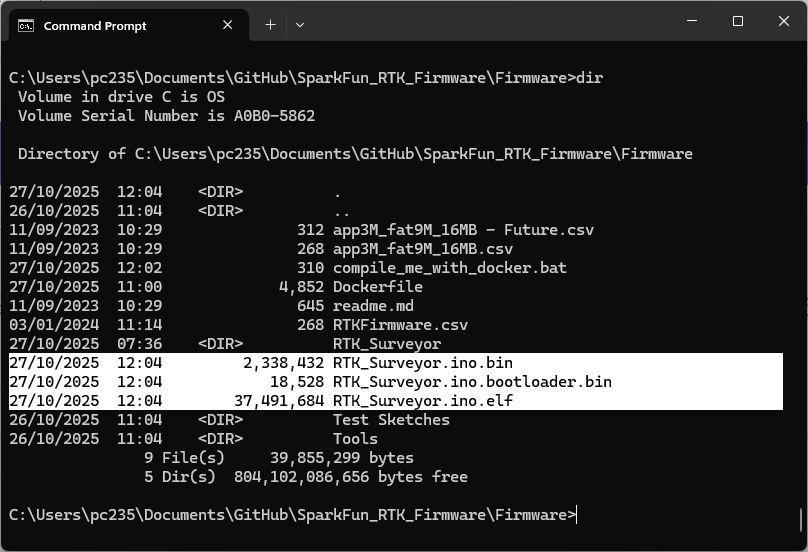 Command Prompt
C:\Users\pc235\Documents\GitHub\SparkFun_RTK_Firmware\Firmware>dir
 Volume in drive C is OS
 Volume Serial Number is A0B0-5862
 Directory of C:\Users\pc235\Documents\GitHub\SparkFun_RTK_Firmware\Firmware
27/10/2025  12:04    <DIR>          .
26/10/2025  11:04    <DIR>          ..
11/09/2023  10:29               312 app3M_fat9M_16MB - Future.csv
11/09/2023  10:29               268 app3M_fat9M_16MB.csv
27/10/2025  12:02               310 compile_me_with_docker.bat
27/10/2025  11:00             4,852 Dockerfile
11/09/2023  10:29               645 readme.md
03/01/2024  11:14               268 RTKFirmware.csv
27/10/2025  07:36    <DIR>          RTK_Surveyor
27/10/2025  12:04         2,338,432 RTK_Surveyor.ino.bin
27/10/2025  12:04            18,528 RTK_Surveyor.ino.bootloader.bin
27/10/2025  12:04        37,491,684 RTK_Surveyor.ino.elf
26/10/2025  11:04    <DIR>          Test Sketches
26/10/2025  11:04    <DIR>          Tools
               9 File(s)     39,855,299 bytes
               5 Dir(s)  804,102,086,656 bytes free
C:\Users\pc235\Documents\GitHub\SparkFun_RTK_Firmware\Firmware>